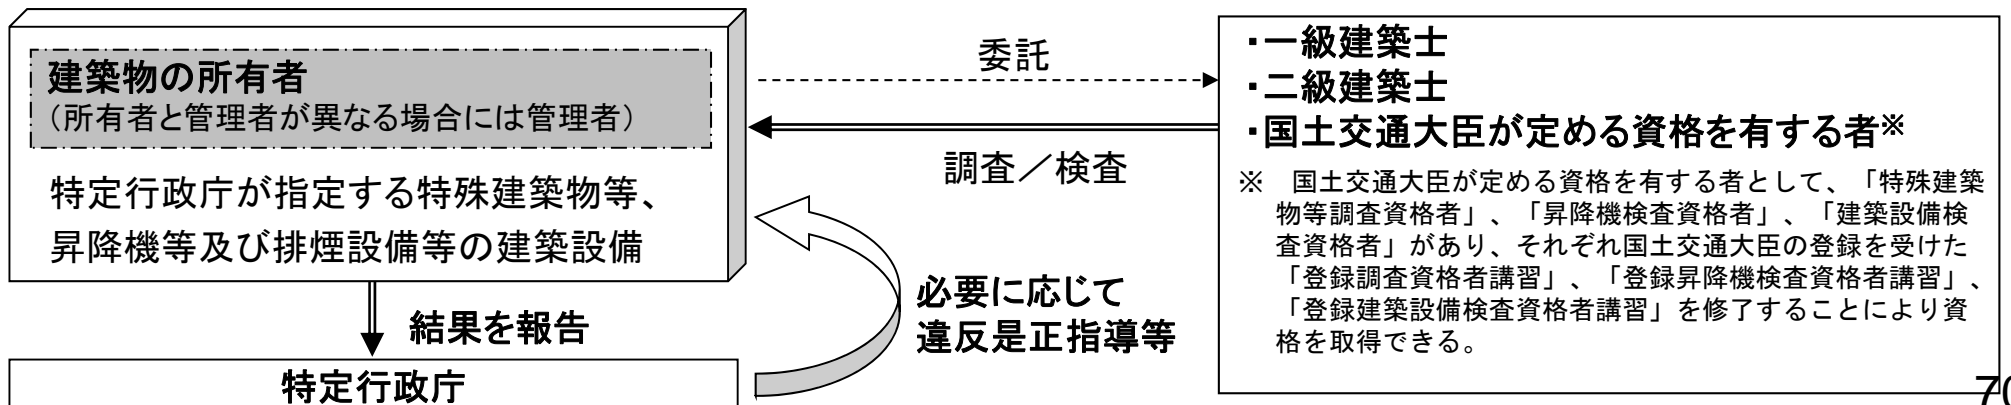 建築物の所有者
（所有者と管理者が異なる場合には管理者）
特定行政庁が指定する特殊建築物等、
昇降機等及び排煙設備等の建築設備
委託
調査／検査
・一級建築士
・二級建築士
・国土交通大臣が定める資格を有する者※
※　国土交通大臣が定める資格を有する者として、「特殊建築
物等調査資格者」、「昇降機検査資格者」、「建築設備検
査資格者」があり、それぞれ国土交通大臣の登録を受けた
「登録調査資格者講習」、「登録昇降機検査資格者講習」、
「登録建築設備検査資格者講習」を修了することにより資
格を取得できる。
結果を報告
必要に応じて
違反是正指導等
特定行政庁
70